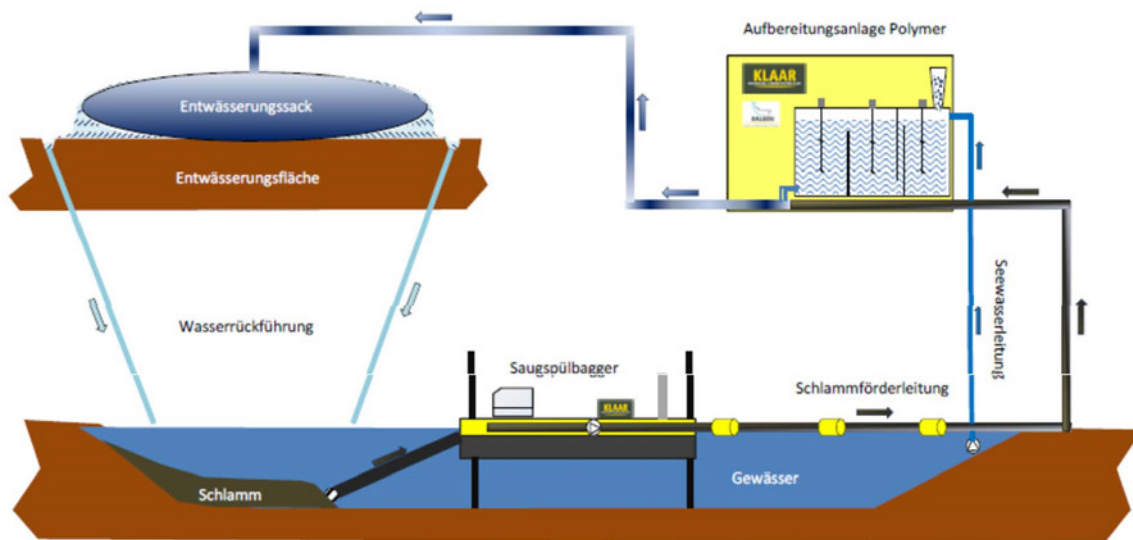 Aufbereitungsanlage Polymer
KLAAR
Entwässerungssack
Entwässerungsfläche
Seewasserleitung
Wasserrückführung
Saugspülbagger
Schlammförderleitung
KLAAR
Gewässer
Schlamm